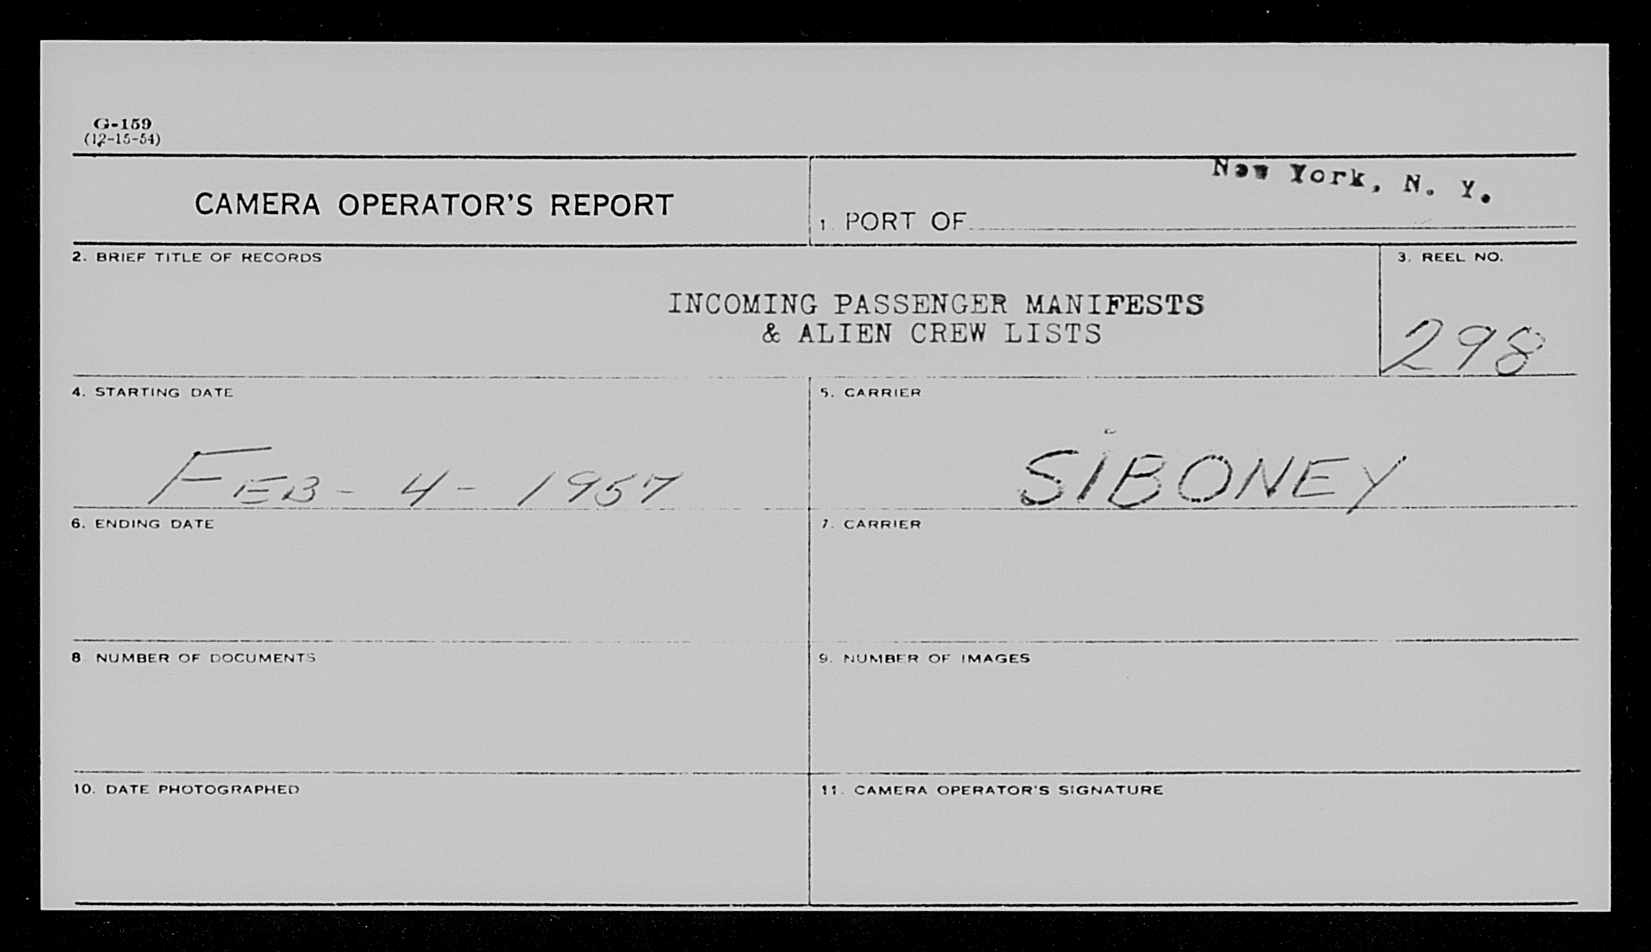 G-159
(12-15-54)
CAMERA OPERATOR'S REPORT
1. PORT OF New York, N. Y.
2. BRIEF TITLE OF RECORDS
INCOMING PASSENGER MANIFESTS
& ALIEN CREW LISTS
3. REEL NO.
298
4. STARTING DATE
FEB - 4 - 1957
5. CARRIER
SIBONEY
6. ENDING DATE
7. CARRIER
8. NUMBER OF DOCUMENTS
9. NUMBER OF IMAGES
10. DATE PHOTOGRAPHED
11. CAMERA OPERATOR'S SIGNATURE